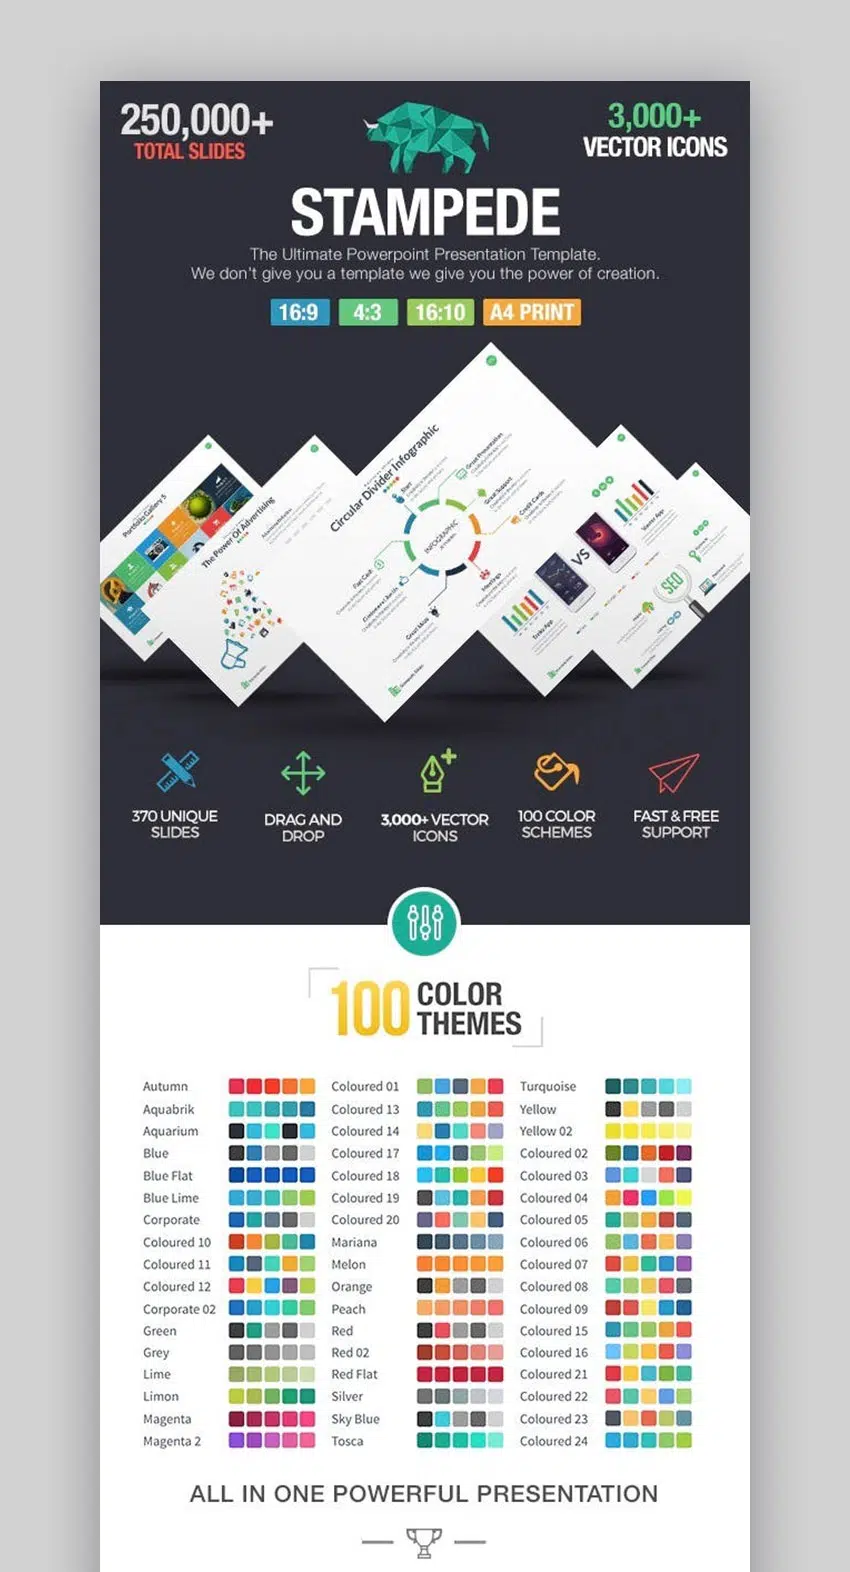 250,000+
TOTAL SLIDES
3,000+
VECTOR ICONS
STAMPEDE
The Ultimate Powerpoint Presentation Template.
We don't give you a template we give you the power of creation.
16:9 4:3 16:10 A4 PRINT
Portfolio Gallery 5
The Power Of Advertising
Circular Divider Infographic
Start
Great Presentation
Great Support
Credit Cards
INFOGRAPHIC
Meetings
VS
SEO
370 UNIQUE
SLIDES
DRAG AND
DROP
3,000+ VECTOR
ICONS
100 COLOR
SCHEMES
FAST & FREE
SUPPORT
100 COLOR
THEMES
Autumn Coloured 01 Turquoise
Aquabrik Coloured 13 Yellow
Aquarium Coloured 14 Yellow 02
Blue Coloured 17 Coloured 02
Blue Flat Coloured 18 Coloured 03
Blue Lime Coloured 19 Coloured 04
Corporate Coloured 20 Coloured 05
Coloured 10 Mariana Coloured 06
Coloured 11 Melon Coloured 07
Coloured 12 Orange Coloured 08
Corporate 02 Peach Coloured 09
Green Red Coloured 15
Grey Red 02 Coloured 16
Lime Red Flat Coloured 21
Limon Silver Coloured 22
Magenta Sky Blue Coloured 23
Magenta 2 Tosca Coloured 24
ALL IN ONE POWERFUL PRESENTATION